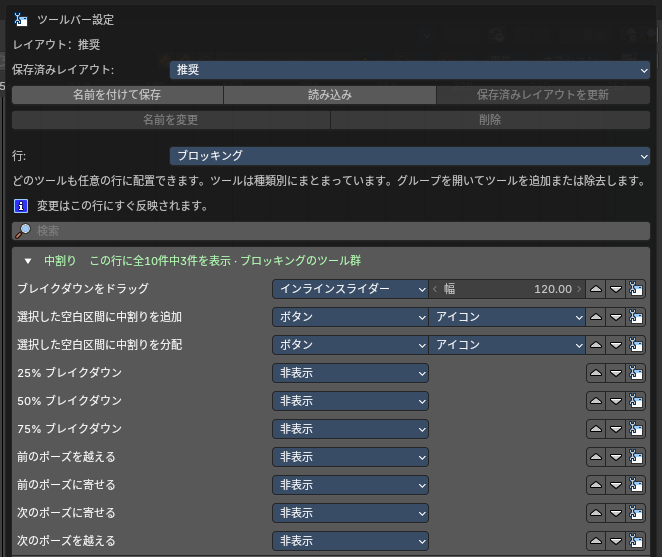 ツールバー設定
レイアウト: 推奨
保存済みレイアウト: 推奨
名前を付けて保存 読み込み 保存済みレイアウトを更新
名前を変更 削除
行: ブロッキング
どのツールも任意の行に配置できます。ツールは種類別にまとまっています。グループを開いてツールを追加または除去します。
変更はこの行にすぐ反映されます。
検索
中割り この行に全10件中3件を表示 · ブロッキングのツール群
ブレイクダウンをドラッグ インラインスライダー 幅 120.00
選択した空白区間に中割りを追加 ボタン アイコン
選択した空白区間に中割りを分配 ボタン アイコン
25% ブレイクダウン 非表示
50% ブレイクダウン 非表示
75% ブレイクダウン 非表示
前のポーズを越える 非表示
前のポーズに寄せる 非表示
次のポーズに寄せる 非表示
次のポーズを越える 非表示